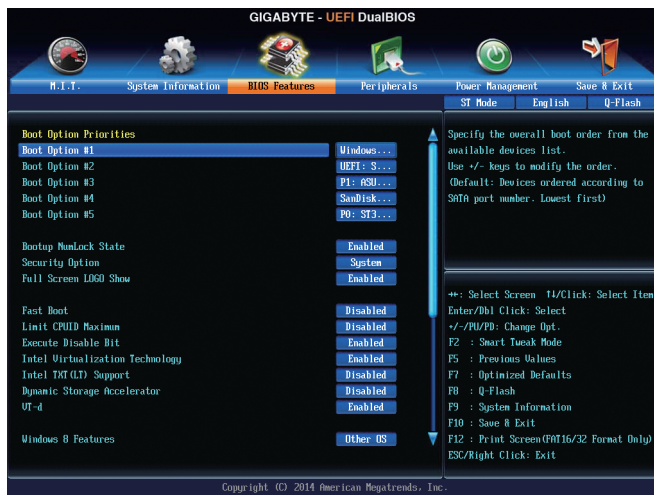 GIGABYTE - UEFI DualBIOS
M.I.T.
System Information
BIOS Features
Peripherals
Power Management
Save & Exit
ST Mode
English
Q-Flash
Boot Option Priorities
Boot Option #1 Windows...
Boot Option #2 UEFI: S...
Boot Option #3 P1: ASU...
Boot Option #4 SanDisk...
Boot Option #5 P0: ST3...
Bootup NumLock State Enabled
Security Option System
Full Screen LOGO Show Enabled
Fast Boot Disabled
Limit CPUID Maximum Disabled
Execute Disable Bit Enabled
Intel Virtualization Technology Enabled
Intel TXT(LT) Support Disabled
Dynamic Storage Accelerator Disabled
VT-d Enabled
Windows 8 Features Other OS
Specify the overall boot order from the
available devices list.
Use +/- keys to modify the order.
(Default: Devices ordered according to
SATA port number. Lowest first)
→←: Select Screen ↑↓/Click: Select Item
Enter/Dbl Click: Select
+/-/PU/PD: Change Opt.
F2 : Smart Tweak Mode
F5 : Previous Values
F7 : Optimized Defaults
F8 : Q-Flash
F9 : System Information
F10 : Save & Exit
F12 : Print Screen(FAT16/32 Format Only)
ESC/Right Click: Exit
Copyright (C) 2014 American Megatrends, Inc.